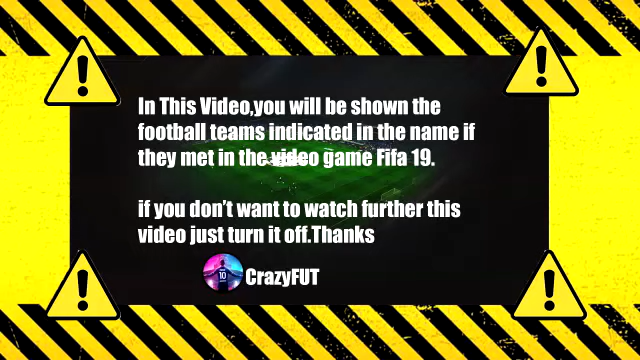 In This Video,you will be shown the
football teams indicated in the name if
they met in the video game Fifa 19.
if you don't want to watch further this
video just turn it off.Thanks
10
CrazyFUT